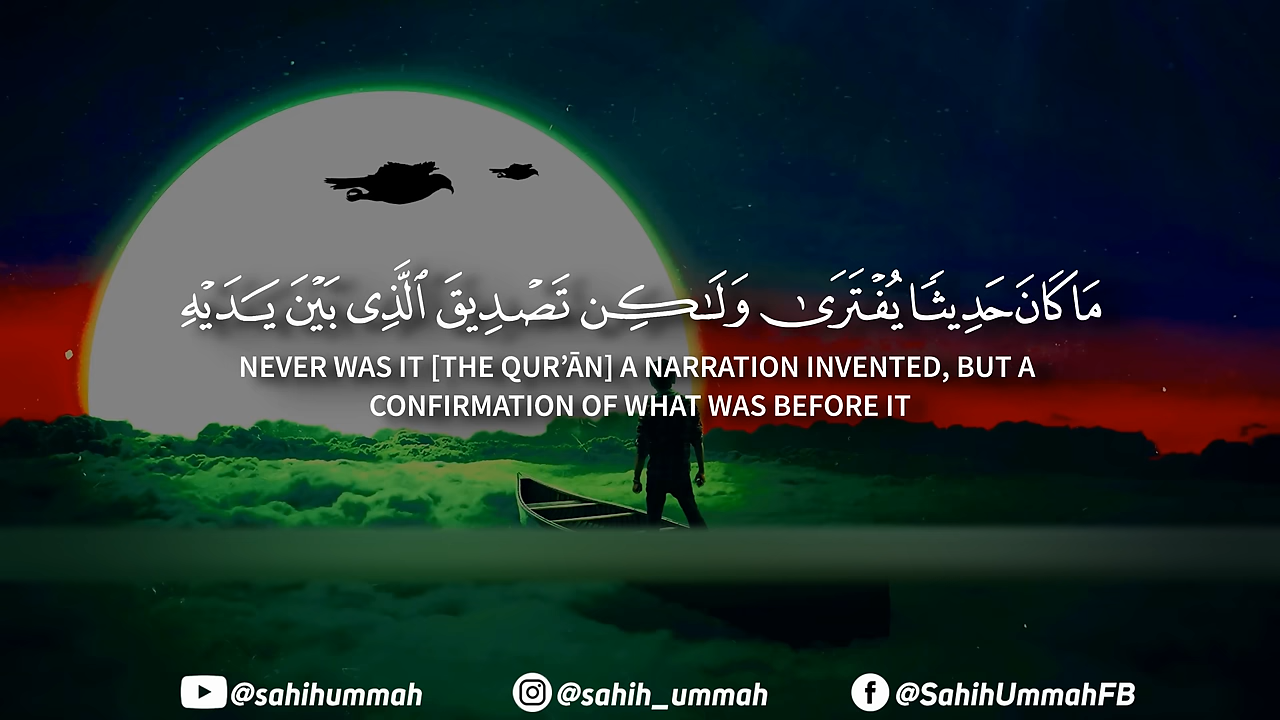 مَا كَانَ حَدِيثًا يُفْتَرَىٰ وَلَـٰكِن تَصْدِيقَ ٱلَّذِى بَيْنَ يَدَيْهِ
NEVER WAS IT [THE QUR’ĀN] A NARRATION INVENTED, BUT A
CONFIRMATION OF WHAT WAS BEFORE IT
@sahihummah @sahih_ummah @SahihUmmahFB